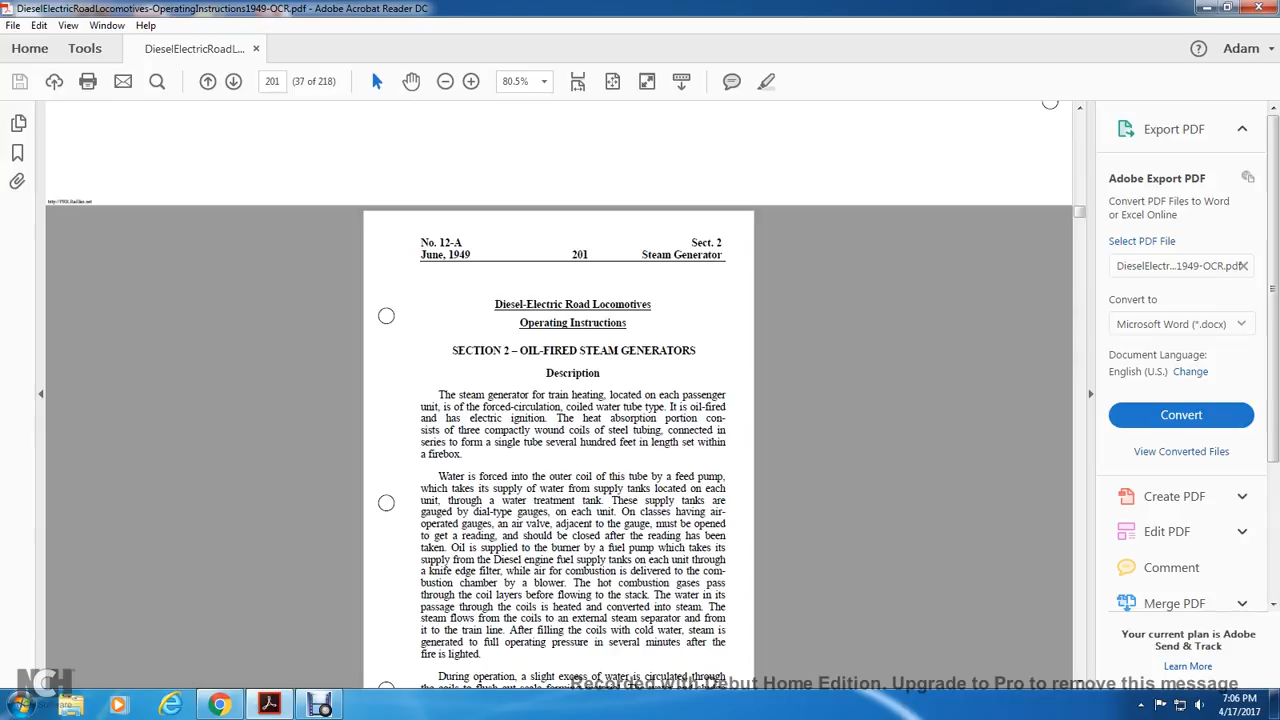 DieselElectricRoadLocomotives-OperatingInstructions1949-OCR.pdf - Adobe Acrobat Reader DC
File Edit View Window Help
Home Tools DieselElectricRoadL... × Adam
201 (37 of 218) 80.5%
Export PDF
Adobe Export PDF
Convert PDF Files to Word
or Excel Online
Select PDF File
DieselElectr...1949-OCR.pdf
Convert to
Microsoft Word (*.docx)
Document Language:
English (U.S.) Change
Convert
View Converted Files
Create PDF
Edit PDF
Comment
Merge PDF
Your current plan is Adobe
Send & Track
Learn More
No. 12-A Sect. 2
June, 1949 201 Steam Generator
Diesel-Electric Road Locomotives
Operating Instructions
SECTION 2 – OIL-FIRED STEAM GENERATORS
Description
The steam generator for train heating, located on each passenger
unit, is of the forced-circulation, coiled water tube type. It is oil-fired
and has electric ignition. The heat absorption portion con-
sists of three compactly wound coils of steel tubing, connected in
series to form a single tube several hundred feet in length set within
a firebox.
Water is forced into the outer coil of this tube by a feed pump,
which takes its supply of water from supply tanks located on each
unit, through a water treatment tank. These supply tanks are
gauged by dial-type gauges, on each unit. On classes having air-
operated gauges, an air valve, adjacent to the gauge, must be opened
to get a reading, and should be closed after the reading has been
taken. Oil is supplied to the burner by a fuel pump which takes its
supply from the Diesel engine fuel supply tanks on each unit through
a knife edge filter, while air for combustion is delivered to the com-
bustion chamber by a blower. The hot combustion gases pass
through the coil layers before flowing to the stack. The water in its
passage through the coils is heated and converted into steam. The
steam flows from the coils to an external steam separator and from
it to the train line. After filling the coils with cold water, steam is
generated to full operating pressure in several minutes after the
fire is lighted.
During operation, a slight excess of water is circulated through
Recorded with Debut Home Edition. Upgrade to Pro to remove this message
NCH
Software
7:06 PM
4/17/2017